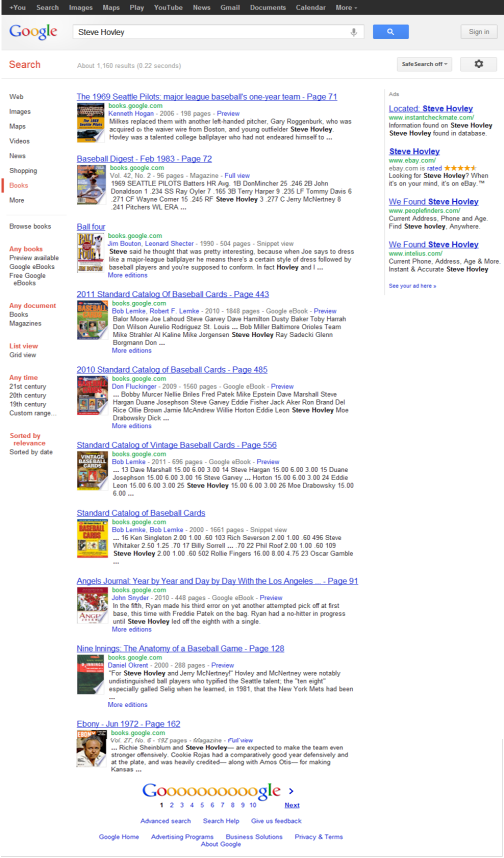 +You Search Images Maps Play YouTube News Gmail Documents Calendar More
Google
Steve Hovley
Sign in
Search
About 1,160 results (0.22 seconds)
SafeSearch off
Web
Images
Maps
Videos
News
Shopping
Books
More
Browse books
Any books
Preview available
Google eBooks
Free Google
eBooks
Any document
Books
Magazines
List view
Grid view
Any time
21st century
20th century
19th century
Custom range...
Sorted by
relevance
Sorted by date
The 1969 Seattle Pilots: major league baseball's one-year team - Page 71
books.google.com
Kenneth Hogan - 2006 - 198 pages - Preview
Milkes replaced them with another left-handed pitcher, Gary Roggenburk, who was
acquired o the waiver wire from Boston, and young outfielder Steve Hovley.
Hovley was a talented college ballplayer who had not endeared himself to ...
Baseball Digest - Feb 1983 - Page 72
books.google.com
Vol. 42, No. 2 - 96 pages - Magazine - Full view
1969 SEATTLE PILOTS Batters HR Avg. 1B DonMincher 25 .246 2B John
Donaldson 1 .234 SS Ray Oyler 7 .165 3B Terry Harper 9 .235 LF Tommy Davis 6
.271 CF Wayne Comer 15 .245 RF Steve Hovley 3 .277 C Jerry McNertney 8
.241 Pitchers WL ERA ...
Ball four
books.google.com
Jim Bouton, Leonard Shecter - 1990 - 504 pages - Snippet view
Steve said he thought that was pretty interesting, because when Joe says to dress
like a major-league ballplayer he means there's a certain style of dress followed by
baseball players and you're supposed to conform. In fact Hovley and I ...
More editions
2011 Standard Catalog Of Baseball Cards - Page 443
books.google.com
Bob Lemke, Robert F. Lemke - 2010 - 1848 pages - Google eBook - Preview
Balor Moore Joe Lahoud Steve Garvey Dave Hamilton Dusty Baker Toby Harrah
Don Wilson Aurelio Rodriguez St. Louis ... Bob Miller Baltimore Orioles Team
Mike Strahler Al Kaline Mike Jorgensen Steve Hovley Ray Sadecki Glenn
Borgmann Don ...
More editions
2010 Standard Catalog of Baseball Cards - Page 485
books.google.com
Don Fluckinger - 2009 - 1560 pages - Google eBook - Preview
... Bobby Murcer Nellie Briles Fred Patek Mike Epstein Dave Marshall Steve
Hargan Duane Josephson Steve Garvey Eddie Fisher Jack Aker Ron Brand Del
Rice Ollie Brown Jamie McAndrew Willie Horton Eddie Leon Steve Hovley Moe
Drabowsky Dick ...
More editions
Standard Catalog of Vintage Baseball Cards - Page 556
books.google.com
Bob Lemke - 2011 - 696 pages - Google eBook - Preview
... 13 Dave Marshall 15.00 6.00 3.00 14 Steve Hargan 15.00 6.00 3.00 15 Duane
Josephson 15.00 6.00 3.00 16 Steve Garvey ... Horton 15.00 6.00 3.00 24 Eddie
Leon 15.00 6.00 3.00 25 Steve Hovley 15.00 6.00 3.00 26 Moe Drabowsky 15.00
6.00 ...
Standard Catalog of Baseball Cards
books.google.com
Bob Lemke, Bob Lemke - 2000 - 1661 pages - Snippet view
... 16 Ken Singleton 2.00 1.00 .60 103 Rich Severson 2.00 1.00 .60 496 Steve
Whitaker 2.50 1.25 .70 17 Billy Sorrell ... .70 22 Phil Roof 2.00 1.00 .60 109
Steve Hovley 2.00 1.00 .60 502 Rollie Fingers 16.00 8.00 4.75 23 Oscar Gamble
...
Angels Journal: Year by Year and Day by Day With the Los Angeles ... - Page 91
books.google.com
John Snyder - 2010 - 448 pages - Google eBook - Preview
In the fifth, Ryan made his third error on yet another attempted pick off at first
base, this time with Freddie Patek on the bag. Ryan had a no-hitter in progress
until Steve Hovley led off the eighth with a single.
More editions
Nine Innings: The Anatomy of a Baseball Game - Page 128
books.google.com
Daniel Okrent - 2000 - 288 pages - Preview
"For Steve Hovley and Jerry McNertney!" Hovley and McNertney were notably
undistinguished ball players who typified the Seattle talent; the "ten eight"
especially galled Selig when he learned, in 1981, that the New York Mets had been
...
More editions
Ebony - Jun 1972 - Page 162
books.google.com
Vol. 27, No. 8 - 192 pages - Magazine - Full view
... Richie Scheinblum and Steve Hovley— are expected to make the team even
stronger offensively. Cookie Rojas had a comparatively good year defensively and
at the plate, and was heavily credited— along with Amos Otis— for making
Kansas ...
Ads
Located: Steve Hovley
www.instantcheckmate.com/
Information found on Steve Hovley
Steve Hovley found in database.
Steve Hovley
www.ebay.com/
ebay.com is rated ★★★★★
Looking for Steve Hovley? When
it's on your mind, it's on eBay.™
We Found Steve Hovley
www.peoplefinders.com/
Current Address, Phone and Age.
Find Steve hovley, Anywhere.
We Found Steve Hovley
www.intelius.com/
Current Phone, Address, Age & More.
Instant & Accurate Steve Hovley
See your ad here »
Goooooooooogle >
1 2 3 4 5 6 7 8 9 10 Next
Advanced search Search Help Give us feedback
Google Home Advertising Programs Business Solutions Privacy & Terms
About Google